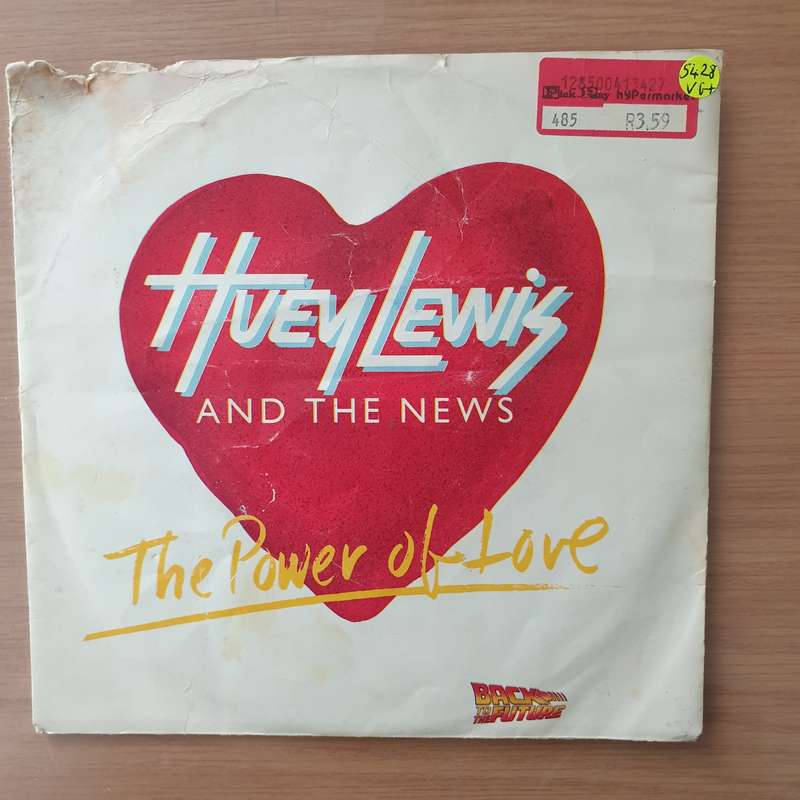 128500413427
Pick 'n Pay hyPermarket
485 R3.59
5428
VG+
HUEY LEWIS
AND THE NEWS
The Power of Love
BACK
TO THE FUTURE